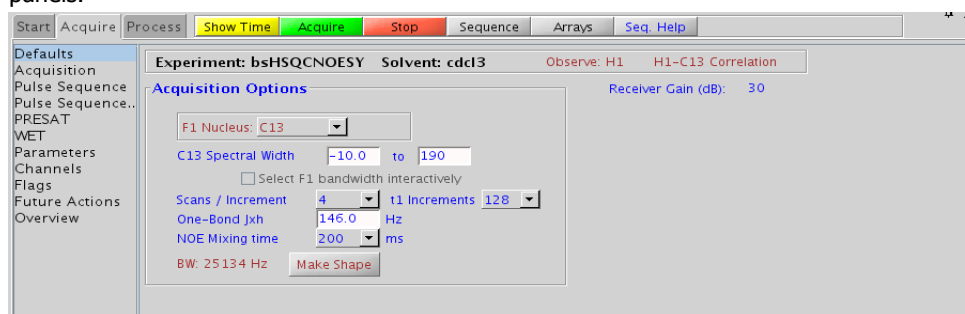 panels.
Start Acquire Process Show Time Acquire Stop Sequence Arrays Seq. Help
Defaults
Acquisition
Pulse Sequence
Pulse Sequence..
PRESAT
WET
Parameters
Channels
Flags
Future Actions
Overview
Experiment: bsHSQCNOESY Solvent: cdcl3 Observe: H1 H1-C13 Correlation
Acquisition Options Receiver Gain (dB): 30
F1 Nucleus: C13
C13 Spectral Width -10.0 to 190
Select F1 bandwidth interactively
Scans / Increment 4 t1 Increments 128
One-Bond Jxh 146.0 Hz
NOE Mixing time 200 ms
BW: 25134 Hz Make Shape